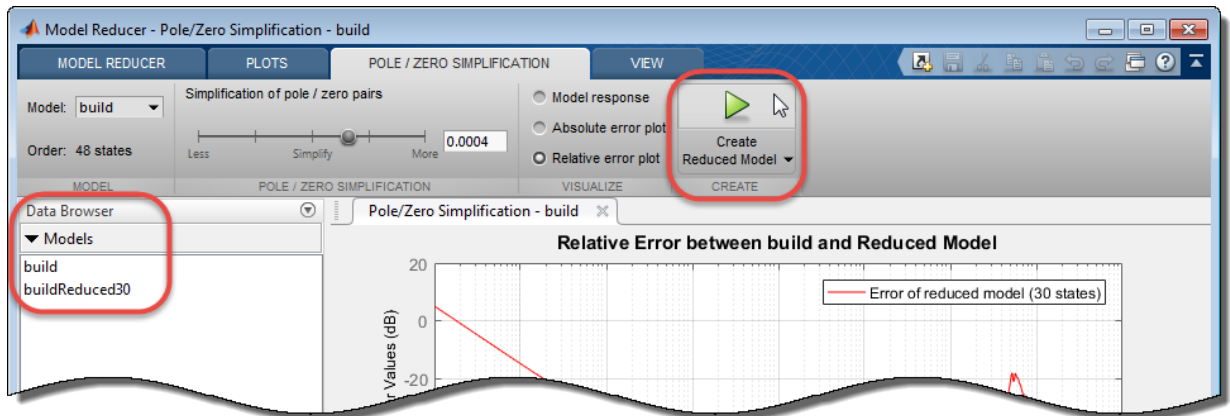 Model Reducer - Pole/Zero Simplification - build
MODEL REDUCER PLOTS POLE / ZERO SIMPLIFICATION VIEW
Model: build
Order: 48 states
MODEL
Simplification of pole / zero pairs
0.0004
Less Simplify More
POLE / ZERO SIMPLIFICATION
Model response
Absolute error plot
Relative error plot
VISUALIZE
Create
Reduced Model
CREATE
Data Browser
Models
build
buildReduced30
Pole/Zero Simplification - build
Relative Error between build and Reduced Model
20
0
-20
Values (dB)
Error of reduced model (30 states)